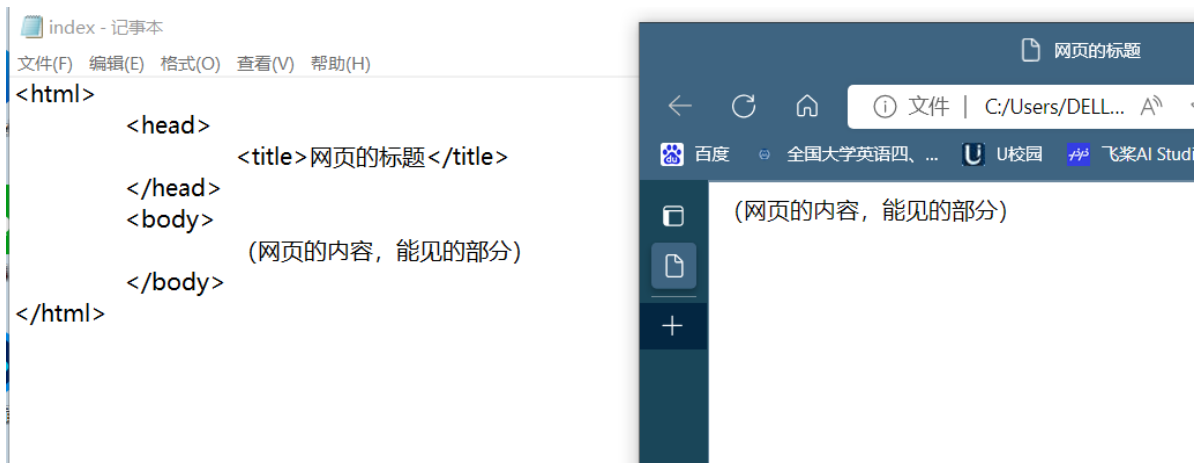 index - 记事本
文件(F) 编辑(E) 格式(O) 查看(V) 帮助(H)
<html>
<head>
<title>网页的标题</title>
</head>
<body>
（网页的内容，能见的部分）
</body>
</html>
网页的标题
文件 | C:/Users/DELL... A
百度 全国大学英语四、... U U校园 飞桨AI Studi
（网页的内容，能见的部分）